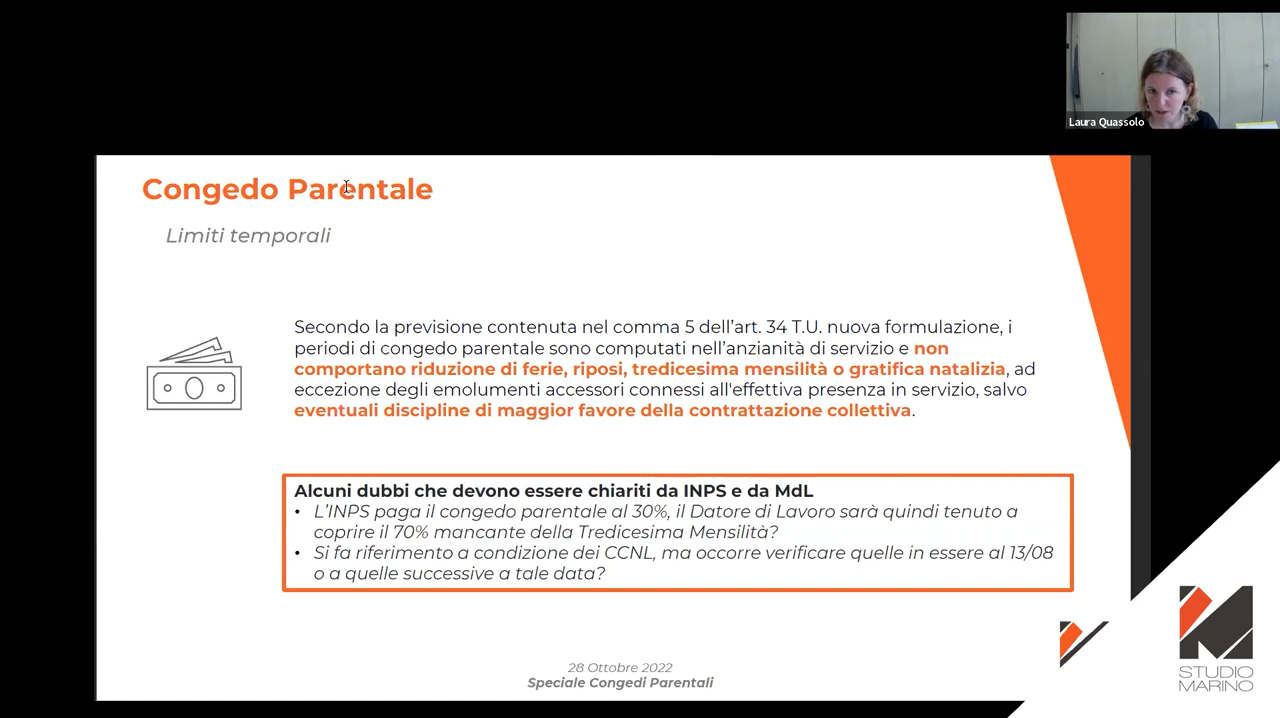 Laura Quassolo
Congedo Parentale
Limiti temporali
Secondo la previsione contenuta nel comma 5 dell’art. 34 T.U. nuova formulazione, i
periodi di congedo parentale sono computati nell’anzianità di servizio e non
comportano riduzione di ferie, riposi, tredicesima mensilità o gratifica natalizia, ad
eccezione degli emolumenti accessori connessi all'effettiva presenza in servizio, salvo
eventuali discipline di maggior favore della contrattazione collettiva.
Alcuni dubbi che devono essere chiariti da INPS e da MdL
• L’INPS paga il congedo parentale al 30%, il Datore di Lavoro sarà quindi tenuto a
coprire il 70% mancante della Tredicesima Mensilità?
• Si fa riferimento a condizione dei CCNL, ma occorre verificare quelle in essere al 13/08
o a quelle successive a tale data?
28 Ottobre 2022
Speciale Congedi Parentali
STUDIO
MARINO